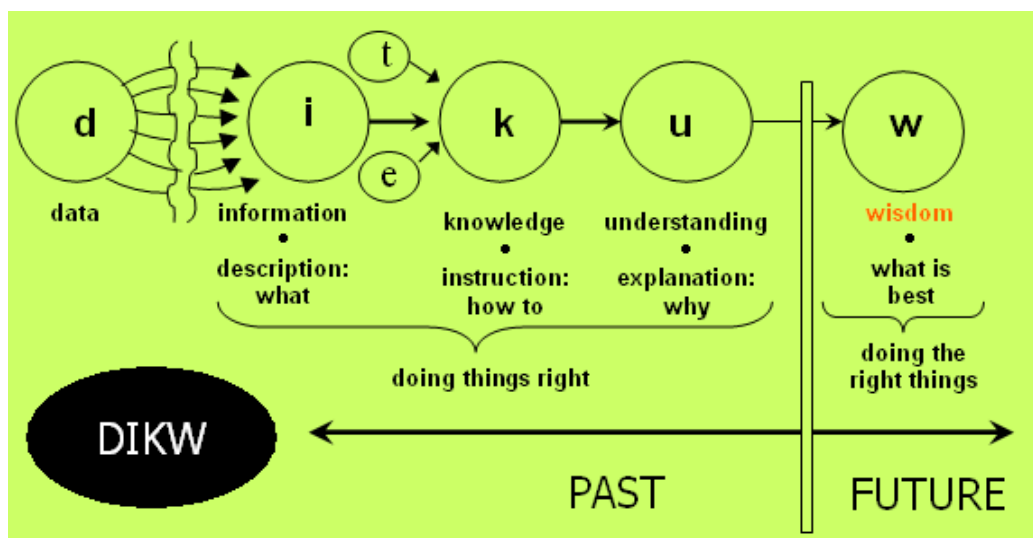 t
d
i
k
u
w
e
data
information
knowledge
understanding
wisdom
description:
what
instruction:
how to
explanation:
why
what is
best
doing things right
doing the
right things
DIKW
PAST
FUTURE